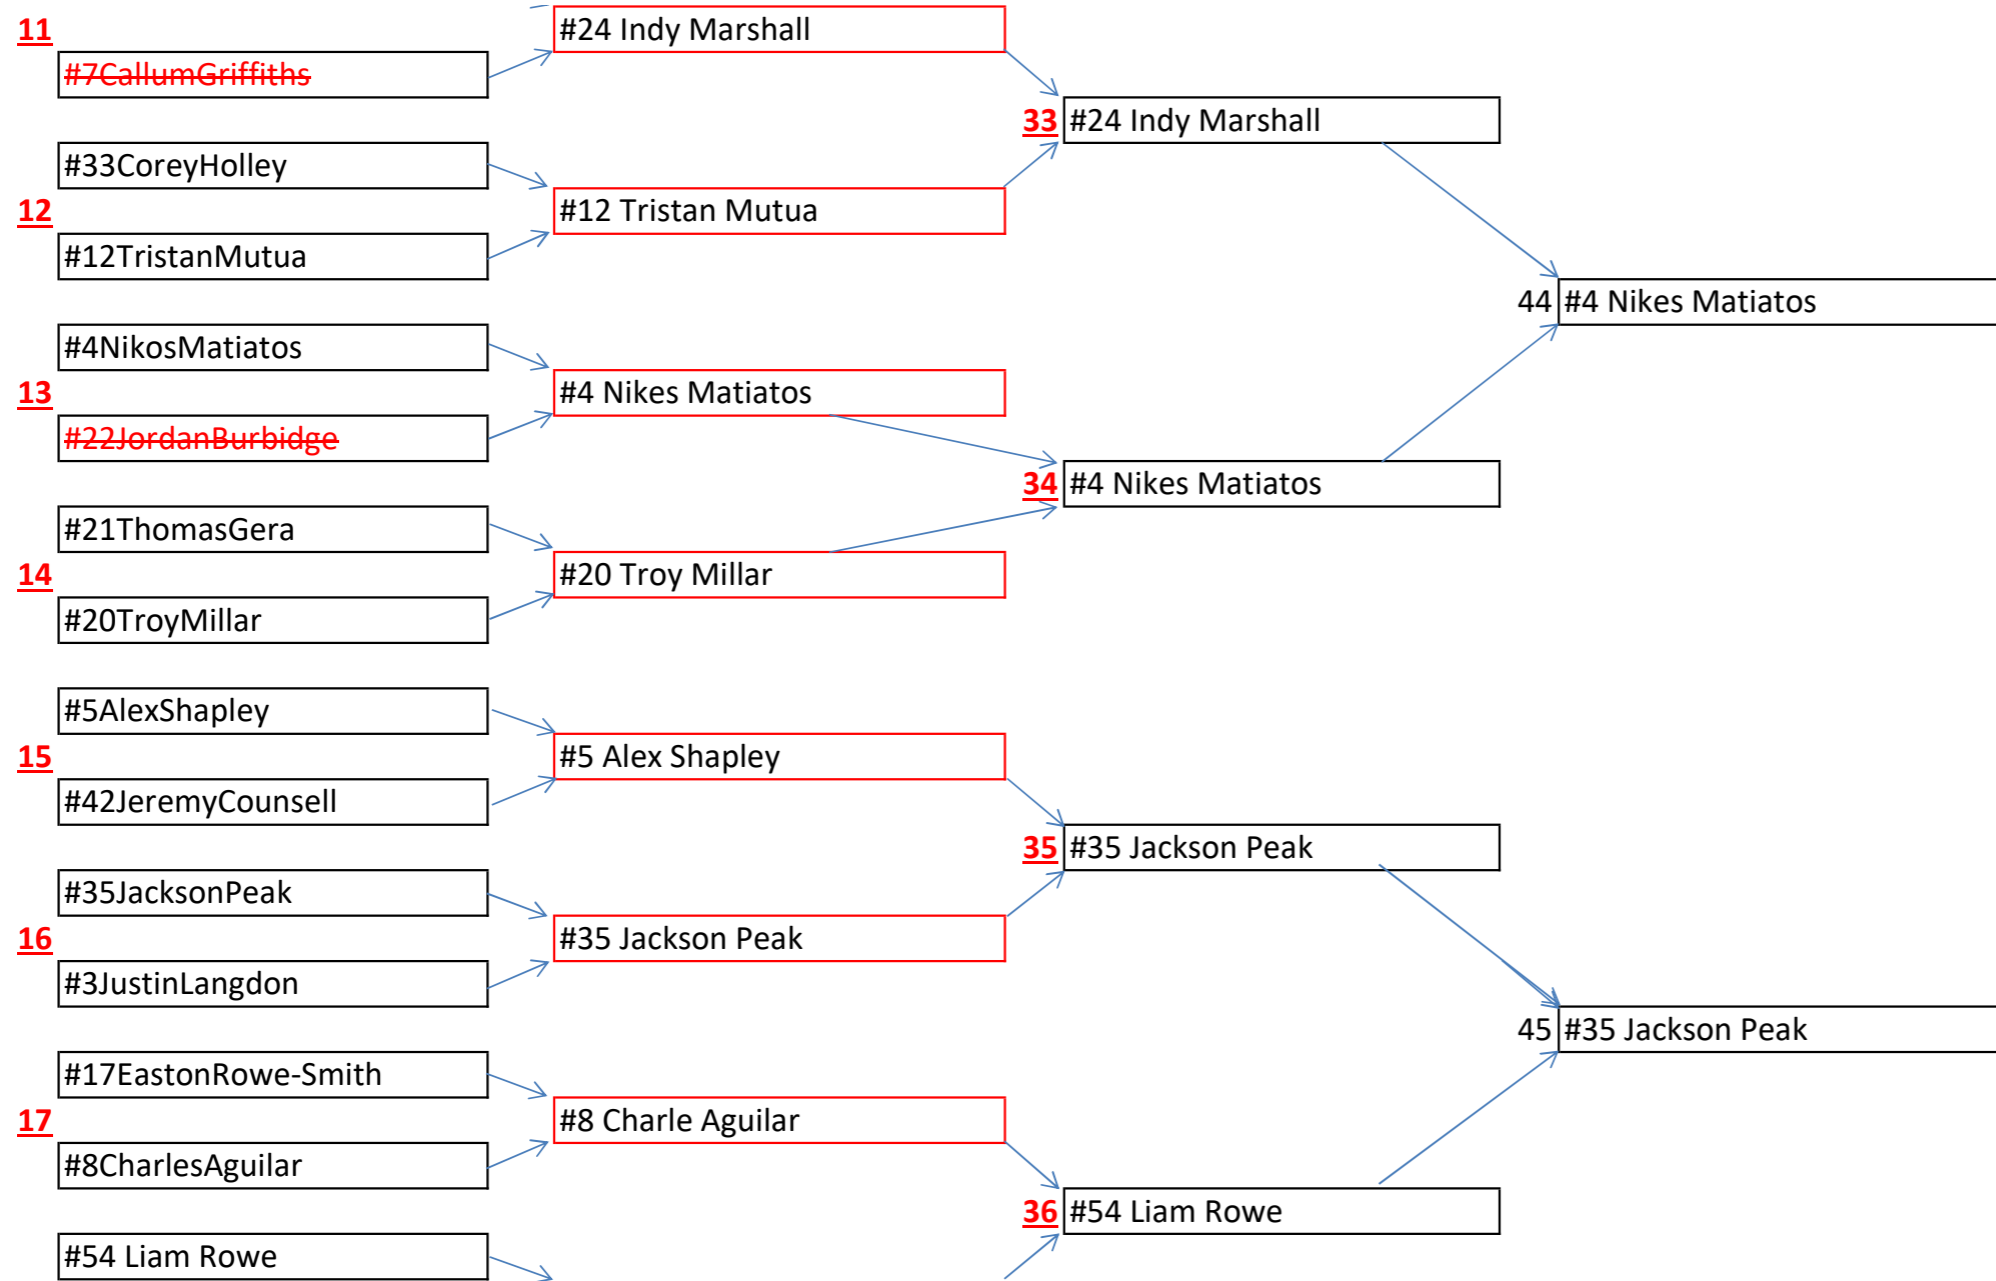 11
#24 Indy Marshall
#7CallumGriffiths
33 #24 Indy Marshall
#33CoreyHolley
12
#12 Tristan Mutua
#12TristanMutua
44 #4 Nikes Matiatos
#4NikosMatiatos
13
#4 Nikes Matiatos
#22JordanBurbidge
34 #4 Nikes Matiatos
#21ThomasGera
14
#20 Troy Millar
#20TroyMillar
#5AlexShapley
15
#5 Alex Shapley
#42JeremyCounsell
35 #35 Jackson Peak
#35JacksonPeak
16
#35 Jackson Peak
#3JustinLangdon
45 #35 Jackson Peak
#17EastonRowe-Smith
17
#8 Charle Aguilar
#8CharlesAguilar
36 #54 Liam Rowe
#54 Liam Rowe